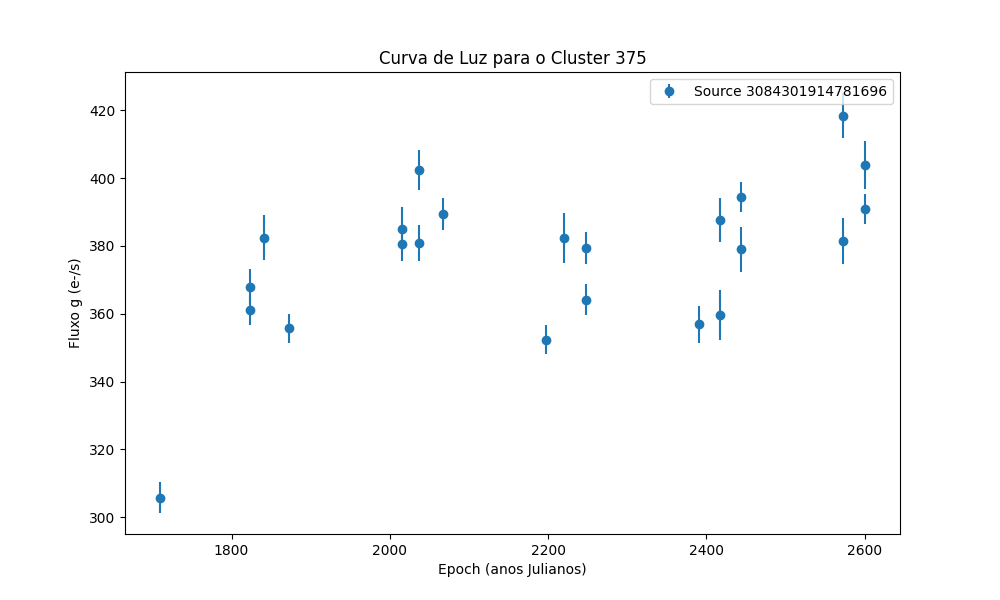 Curva de Luz para o Cluster 375
Source 3084301914781696
420
400
380
360
340
320
300
Fluxo g (e-/s)
1800 2000 2200 2400 2600
Epoch (anos Julianos)